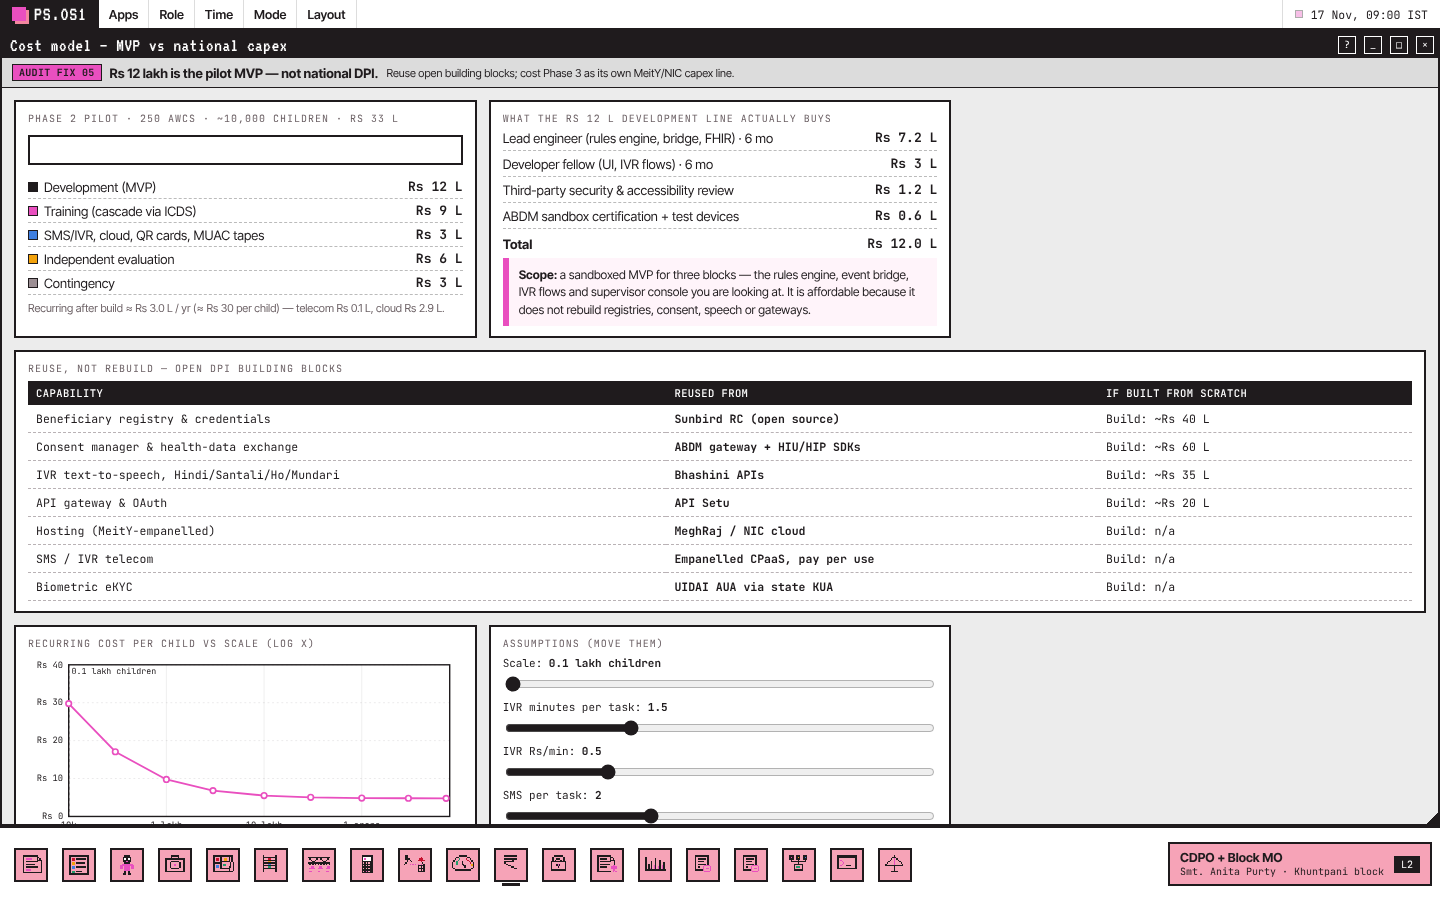 PS.OS1 Apps Role Time Mode Layout 17 Nov, 09:00 IST
Cost model — MVP vs national capex
AUDIT FIX 05 Rs 12 lakh is the pilot MVP — not national DPI. Reuse open building blocks; cost Phase 3 as its own MeitY/NIC capex line.
PHASE 2 PILOT · 250 AWCS · ~10,000 CHILDREN · RS 33 L
Development (MVP) Rs 12 L
Training (cascade via ICDS) Rs 9 L
SMS/IVR, cloud, QR cards, MUAC tapes Rs 3 L
Independent evaluation Rs 6 L
Contingency Rs 3 L
Recurring after build ≈ Rs 3.0 L / yr (≈ Rs 30 per child) — telecom Rs 0.1 L, cloud Rs 2.9 L.
WHAT THE RS 12 L DEVELOPMENT LINE ACTUALLY BUYS
Lead engineer (rules engine, bridge, FHIR) · 6 mo Rs 7.2 L
Developer fellow (UI, IVR flows) · 6 mo Rs 3 L
Third-party security & accessibility review Rs 1.2 L
ABDM sandbox certification + test devices Rs 0.6 L
Total Rs 12.0 L
Scope: a sandboxed MVP for three blocks — the rules engine, event bridge,
IVR flows and supervisor console you are looking at. It is affordable because it
does not rebuild registries, consent, speech or gateways.
REUSE, NOT REBUILD — OPEN DPI BUILDING BLOCKS
CAPABILITY REUSED FROM IF BUILT FROM SCRATCH
Beneficiary registry & credentials Sunbird RC (open source) Build: ~Rs 40 L
Consent manager & health-data exchange ABDM gateway + HIU/HIP SDKs Build: ~Rs 60 L
IVR text-to-speech, Hindi/Santali/Ho/Mundari Bhashini APIs Build: ~Rs 35 L
API gateway & OAuth API Setu Build: ~Rs 20 L
Hosting (MeitY-empanelled) MeghRaj / NIC cloud Build: n/a
SMS / IVR telecom Empanelled CPaaS, pay per use Build: n/a
Biometric eKYC UIDAI AUA via state KUA Build: n/a
RECURRING COST PER CHILD VS SCALE (LOG X)
Rs 40
0.1 lakh children
Rs 30
Rs 20
Rs 10
Rs 0
ASSUMPTIONS (MOVE THEM)
Scale: 0.1 lakh children
IVR minutes per task: 1.5
IVR Rs/min: 0.5
SMS per task: 2
CDPO + Block MO
Smt. Anita Purty · Khuntpani block
L2